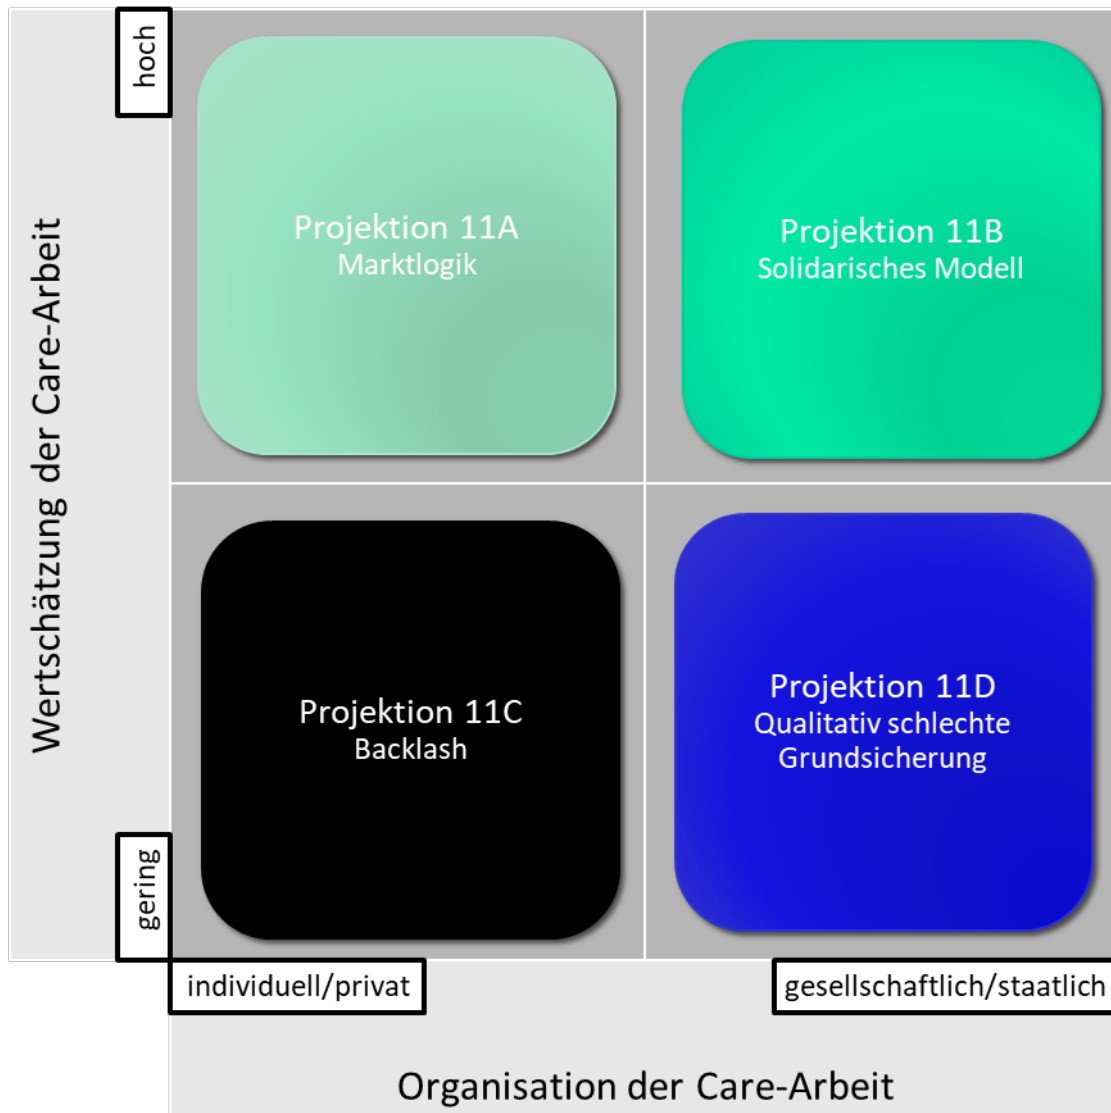 hoch
Wertschätzung der Care-Arbeit
gering
Projektion 11A
Marktlogik
Projektion 11B
Solidarisches Modell
Projektion 11C
Backlash
Projektion 11D
Qualitativ schlechte
Grundsicherung
individuell/privat
gesellschaftlich/staatlich
Organisation der Care-Arbeit